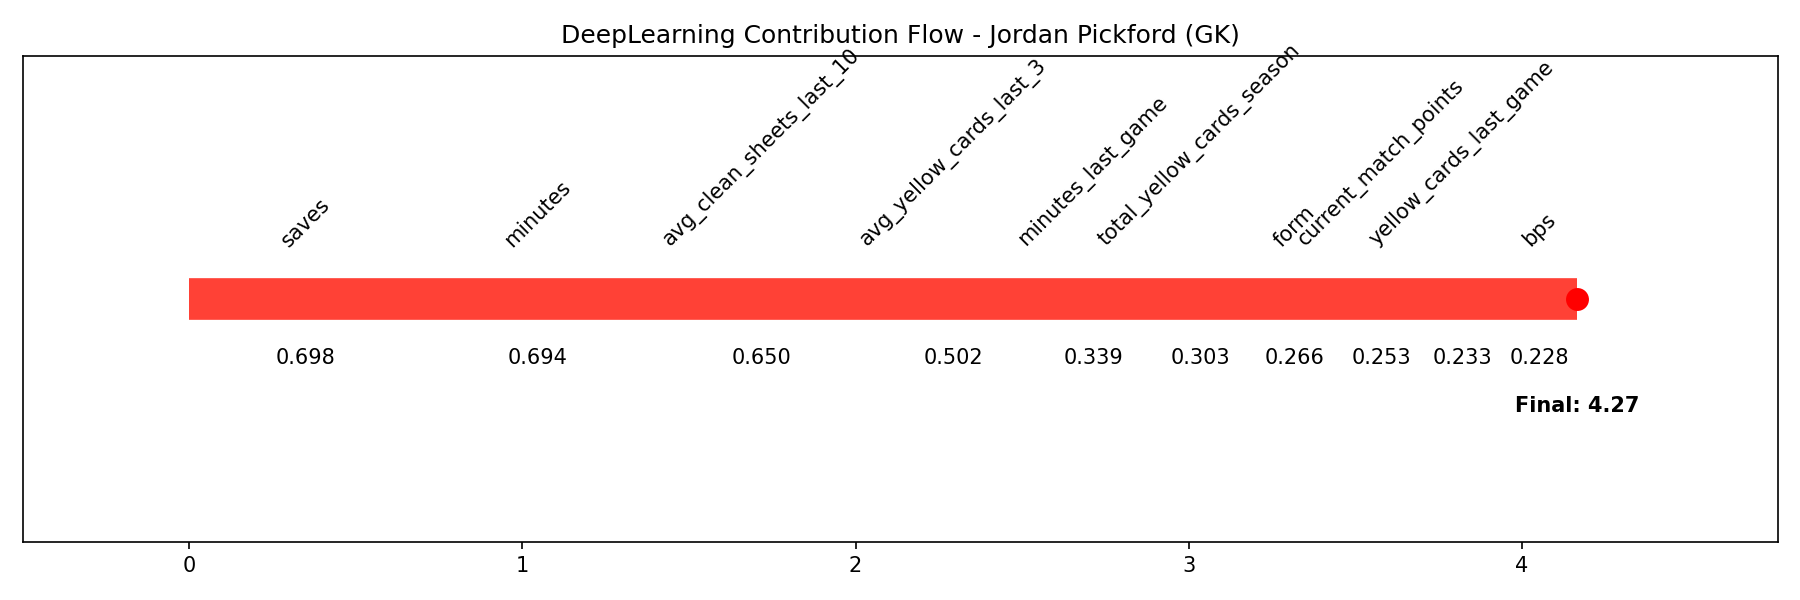 DeepLearning Contribution Flow - Jordan Pickford (GK)
saves
minutes
avg_clean_sheets_last_10
avg_yellow_cards_last_3
minutes_last_game
total_yellow_cards_season
form
current_match_points
yellow_cards_last_game
bps
0.698 0.694 0.650 0.502 0.339 0.303 0.266 0.253 0.233 0.228
Final: 4.27
0 1 2 3 4